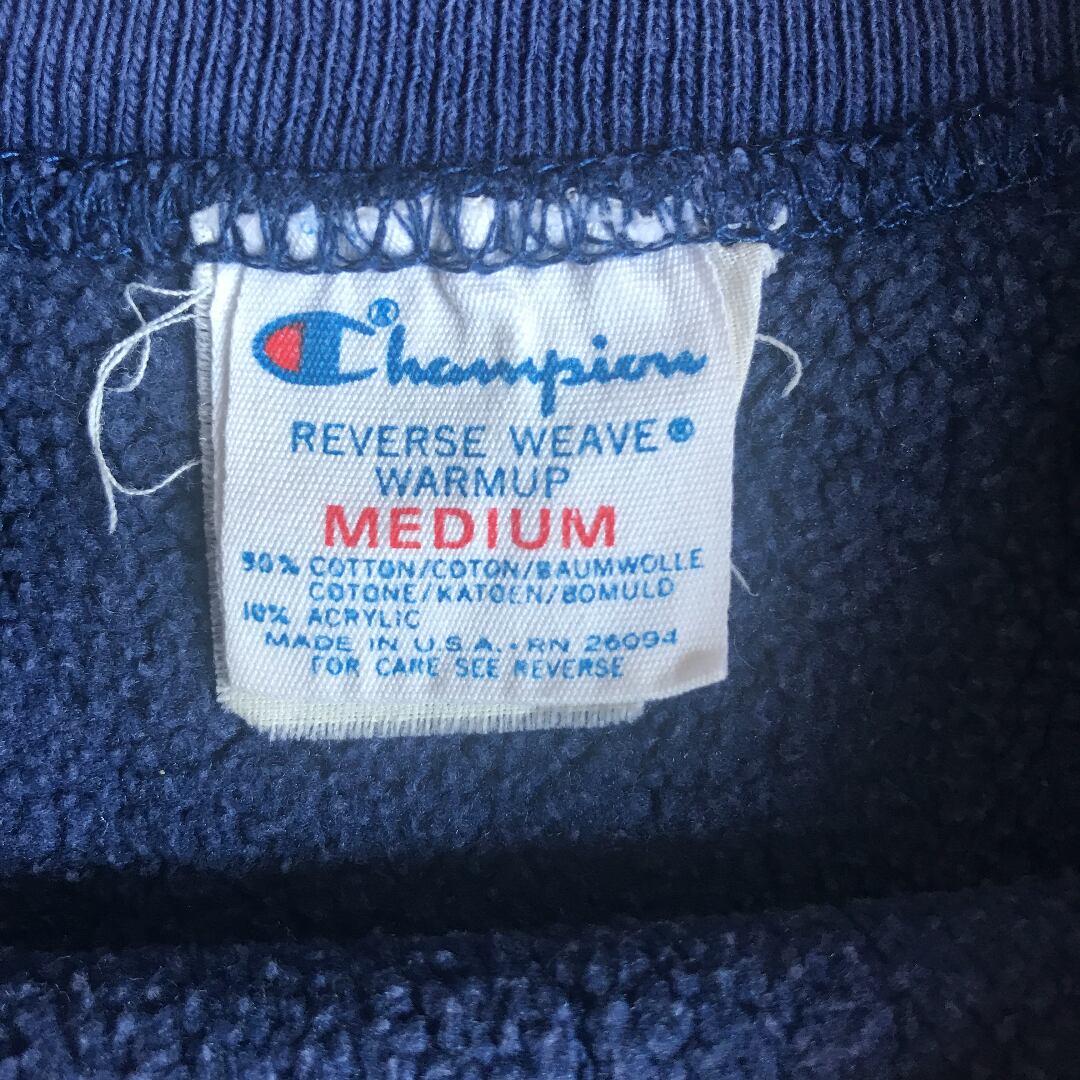 Champion®
REVERSE WEAVE®
WARMUP
MEDIUM
90% COTTON/COTON/BAUMWOLLE
COTONE/KATOEN/BOMULD
10% ACRYLIC
MADE IN U.S.A. • RN 26094
FOR CARE SEE REVERSE